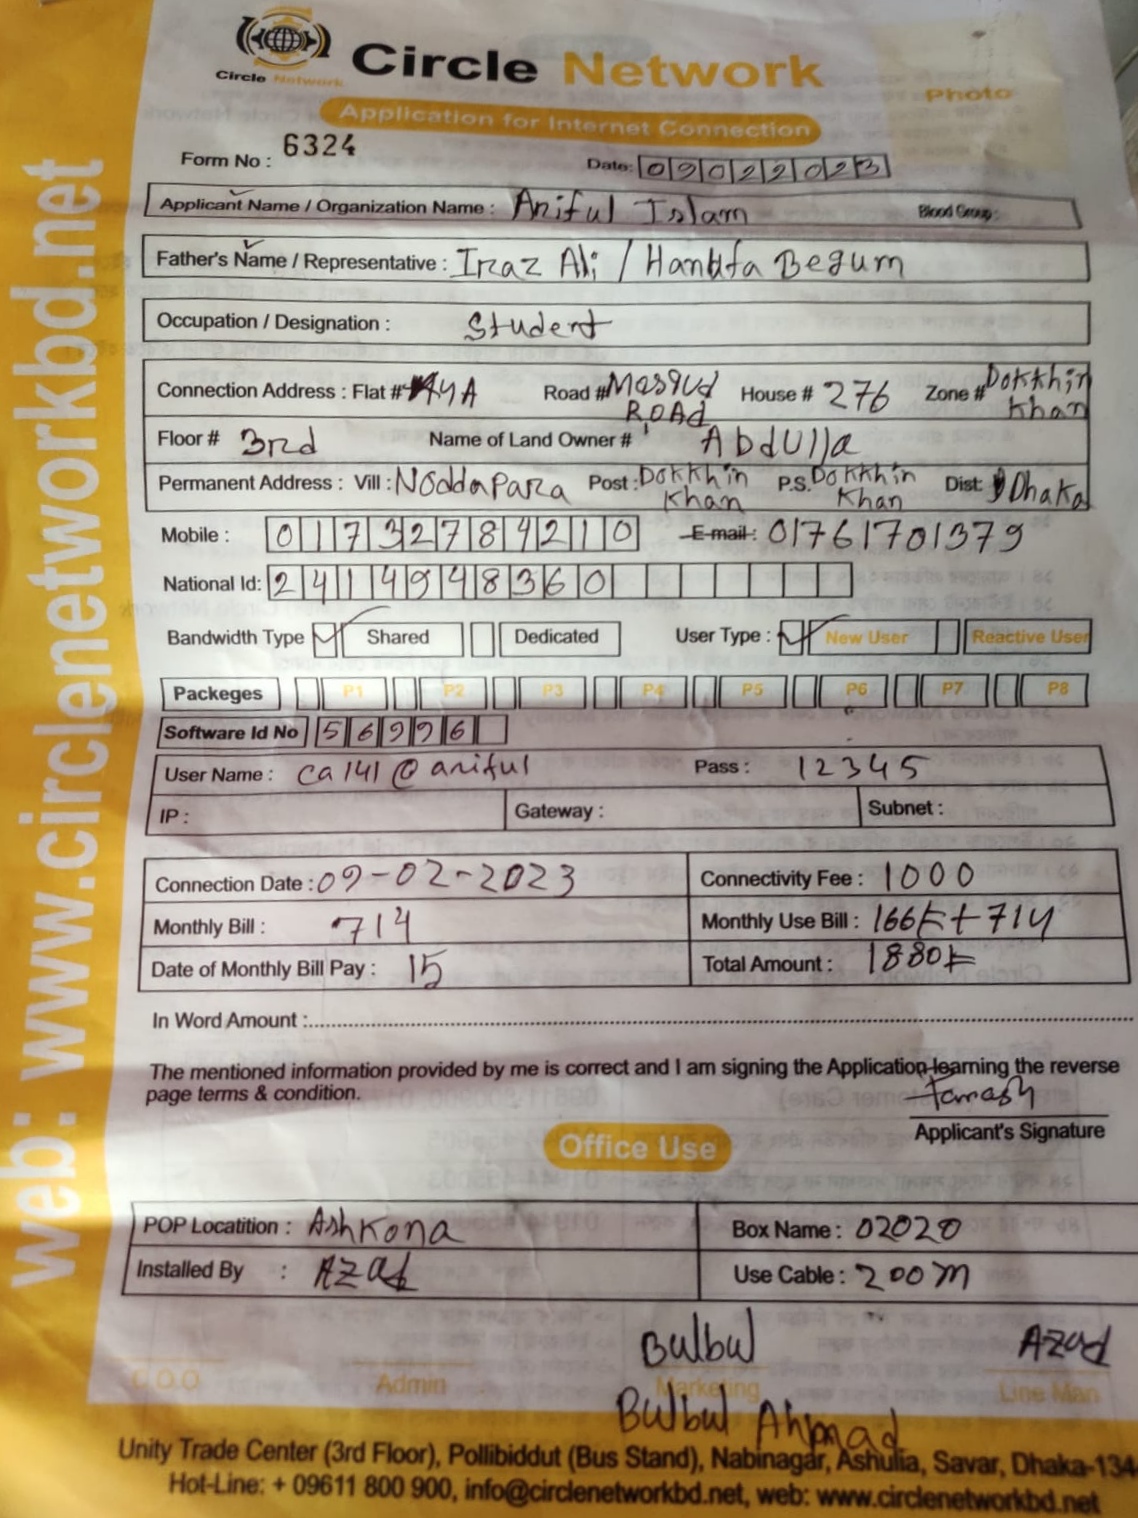 Circle Network
Circle Network
Photo
Application for Internet Connection
Form No : 6324
Date: 09022023
Applicant Name / Organization Name : Ariful Islam Blood Group :
Father's Name / Representative : Iraz Ali / Begum
Occupation / Designation : Student
Connection Address : Flat # 4A Road # Masjud Road House # 276 Zone # Dokkhin Khan
Floor # 3rd Name of Land Owner # Abdulla
Permanent Address : Vill : Noddapara Post : Dokkhin Khan P.S. Dokkhin Khan Dist: Dhaka
Mobile : 01732784210 E-mail : 01761701379
National Id: 2414948360
Bandwidth Type Shared Dedicated User Type : New User Reactive User
Packeges P1 P2 P3 P4 P5 P6 P7 P8
Software Id No 56996
User Name : ca141@ariful Pass : 12345
IP : Gateway : Subnet :
Connection Date : 09-02-2023 Connectivity Fee : 1000
Monthly Bill : 714 Monthly Use Bill : 166 + 714
Date of Monthly Bill Pay : 15 Total Amount : 1880
In Word Amount :
The mentioned information provided by me is correct and I am signing the Application learning the reverse
page terms & condition.
Applicant's Signature
Office Use
POP Locatition : Ashkona Box Name : 02020
Installed By : Azad Use Cable : 200m
Bulbul Azad
COO Admin Marketing Line Man
Bulbul Ahmad
Unity Trade Center (3rd Floor), Pollibiddut (Bus Stand), Nabinagar, Ashulia, Savar, Dhaka-134
Hot-Line: + 09611 800 900, info@circlenetworkbd.net, web: www.circlenetworkbd.net
web: www.circlenetworkbd.net